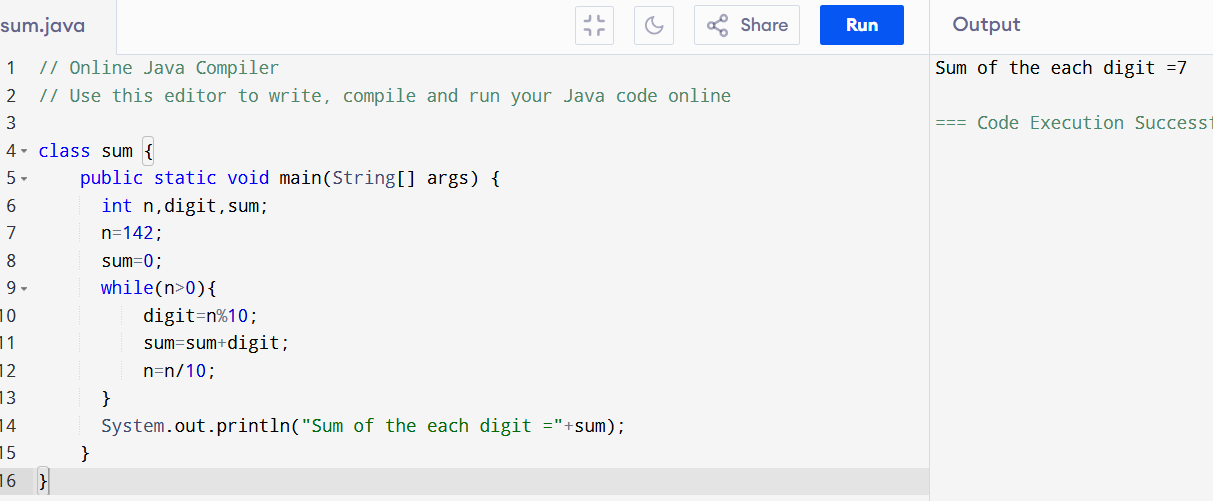 sum.java Share Run Output
1 // Online Java Compiler
2 // Use this editor to write, compile and run your Java code online
3
4 class sum {
5 public static void main(String[] args) {
6 int n,digit,sum;
7 n=142;
8 sum=0;
9 while(n>0){
10 digit=n%10;
11 sum=sum+digit;
12 n=n/10;
13 }
14 System.out.println("Sum of the each digit ="+sum);
15 }
16 }
Sum of the each digit =7
=== Code Execution